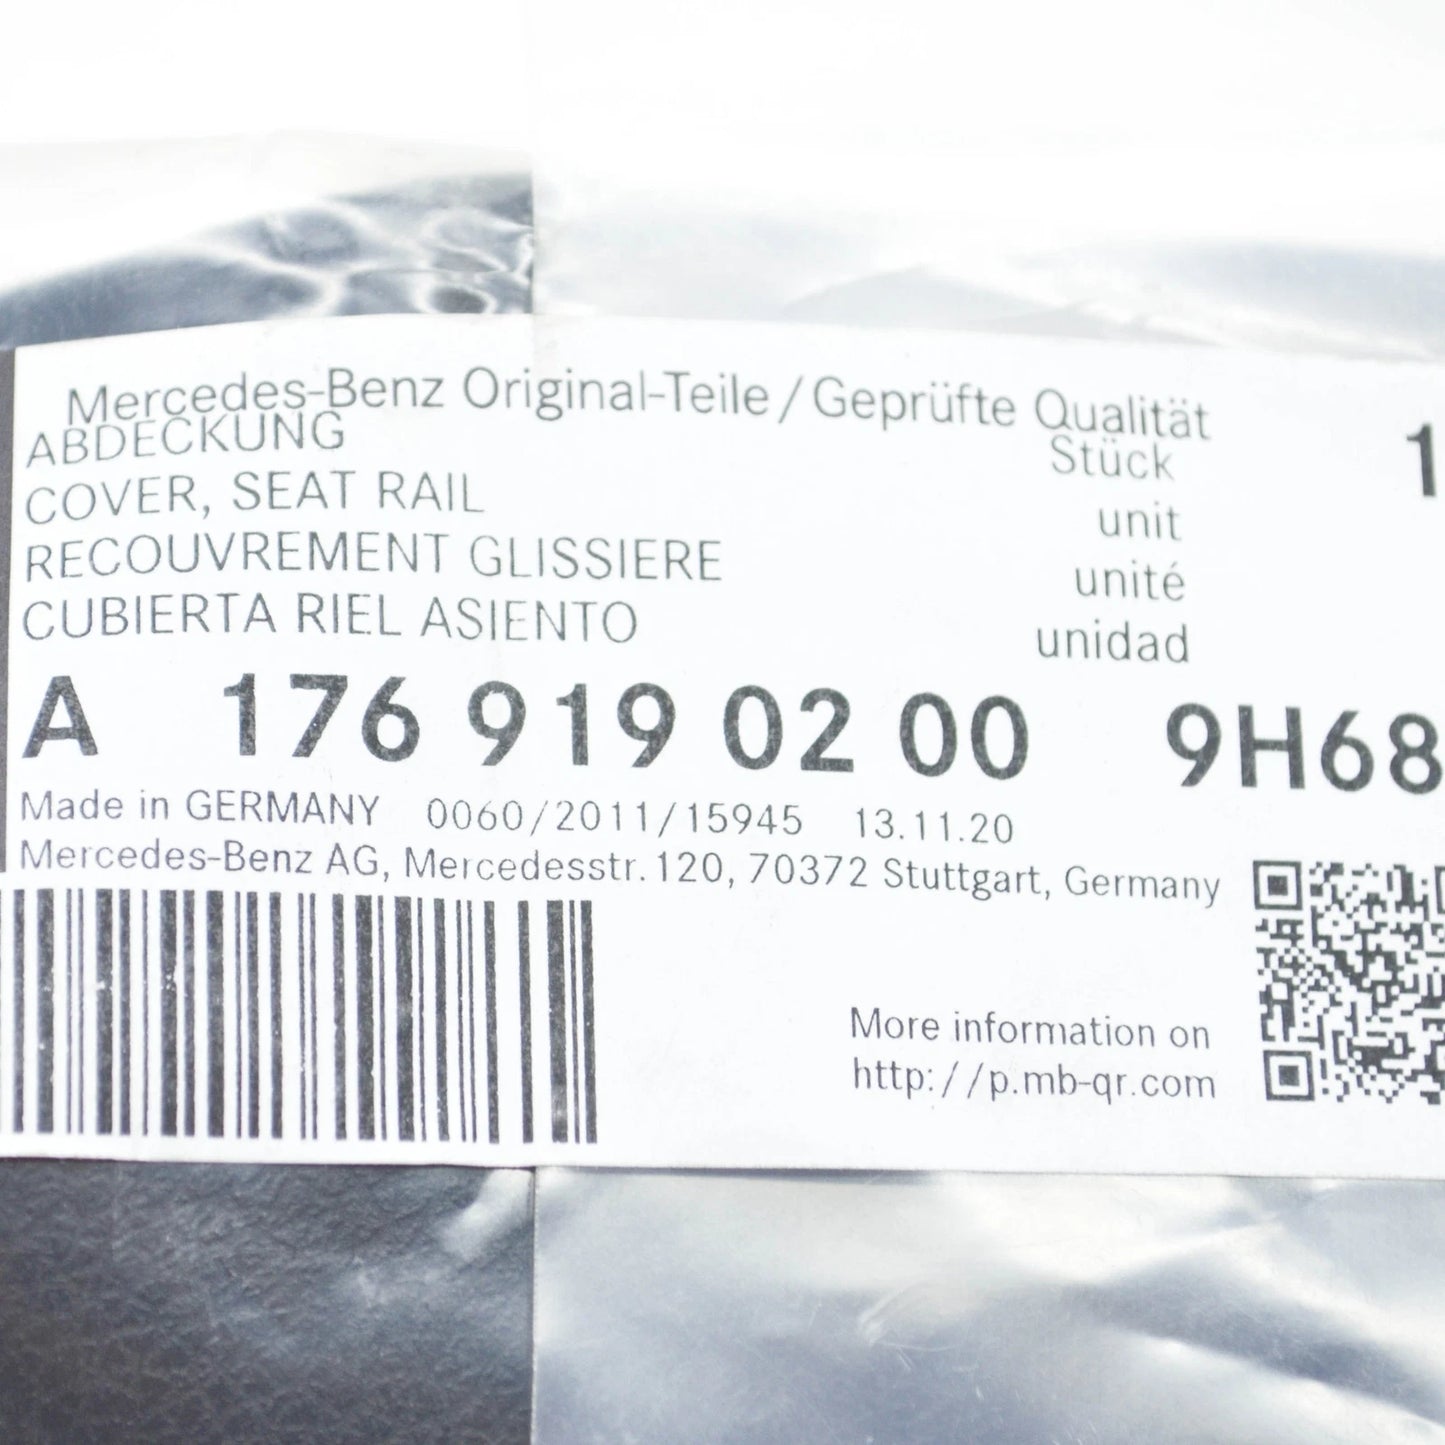 Mercedes-Benz Original-Teile / Geprüfte Qualität
ABDECKUNG Stück 1
COVER, SEAT RAIL unit
RECOUVREMENT GLISSIERE unité
CUBIERTA RIEL ASIENTO unidad
A 176 919 02 00 9H68
Made in GERMANY 0060/2011/15945 13.11.20
Mercedes-Benz AG, Mercedesstr. 120, 70372 Stuttgart, Germany
More information on
http://p.mb-qr.com